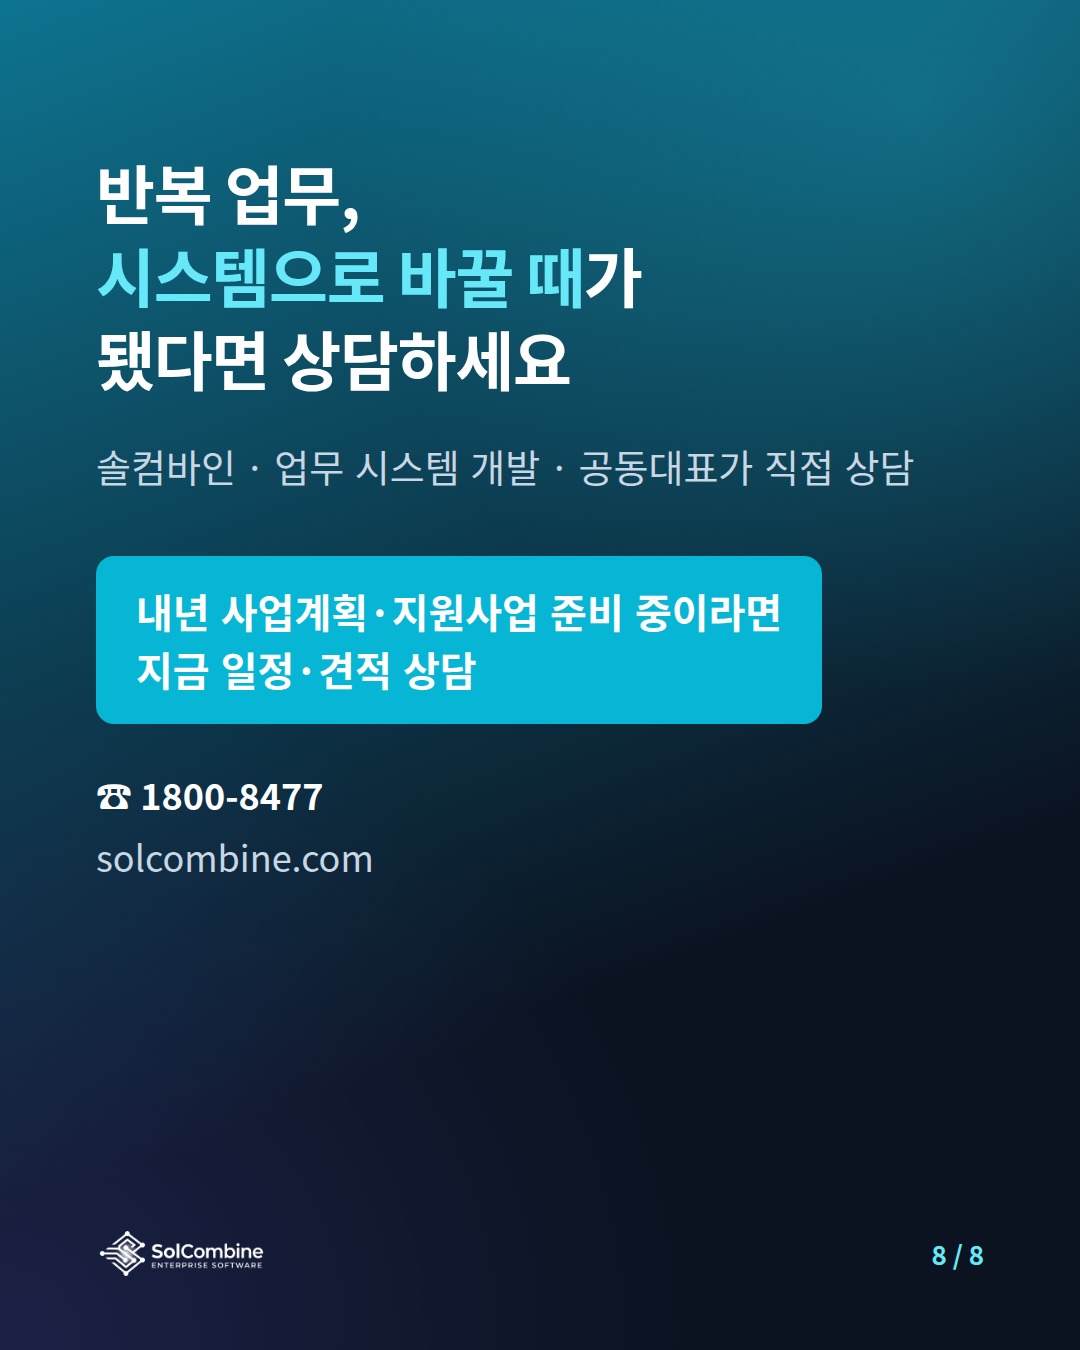 반복 업무,
시스템으로 바꿀 때가
됐다면 상담하세요
솔컴바인 · 업무 시스템 개발 · 공동대표가 직접 상담
내년 사업계획·지원사업 준비 중이라면
지금 일정·견적 상담
☎ 1800-8477
solcombine.com
SolCombine
ENTERPRISE SOFTWARE
8 / 8